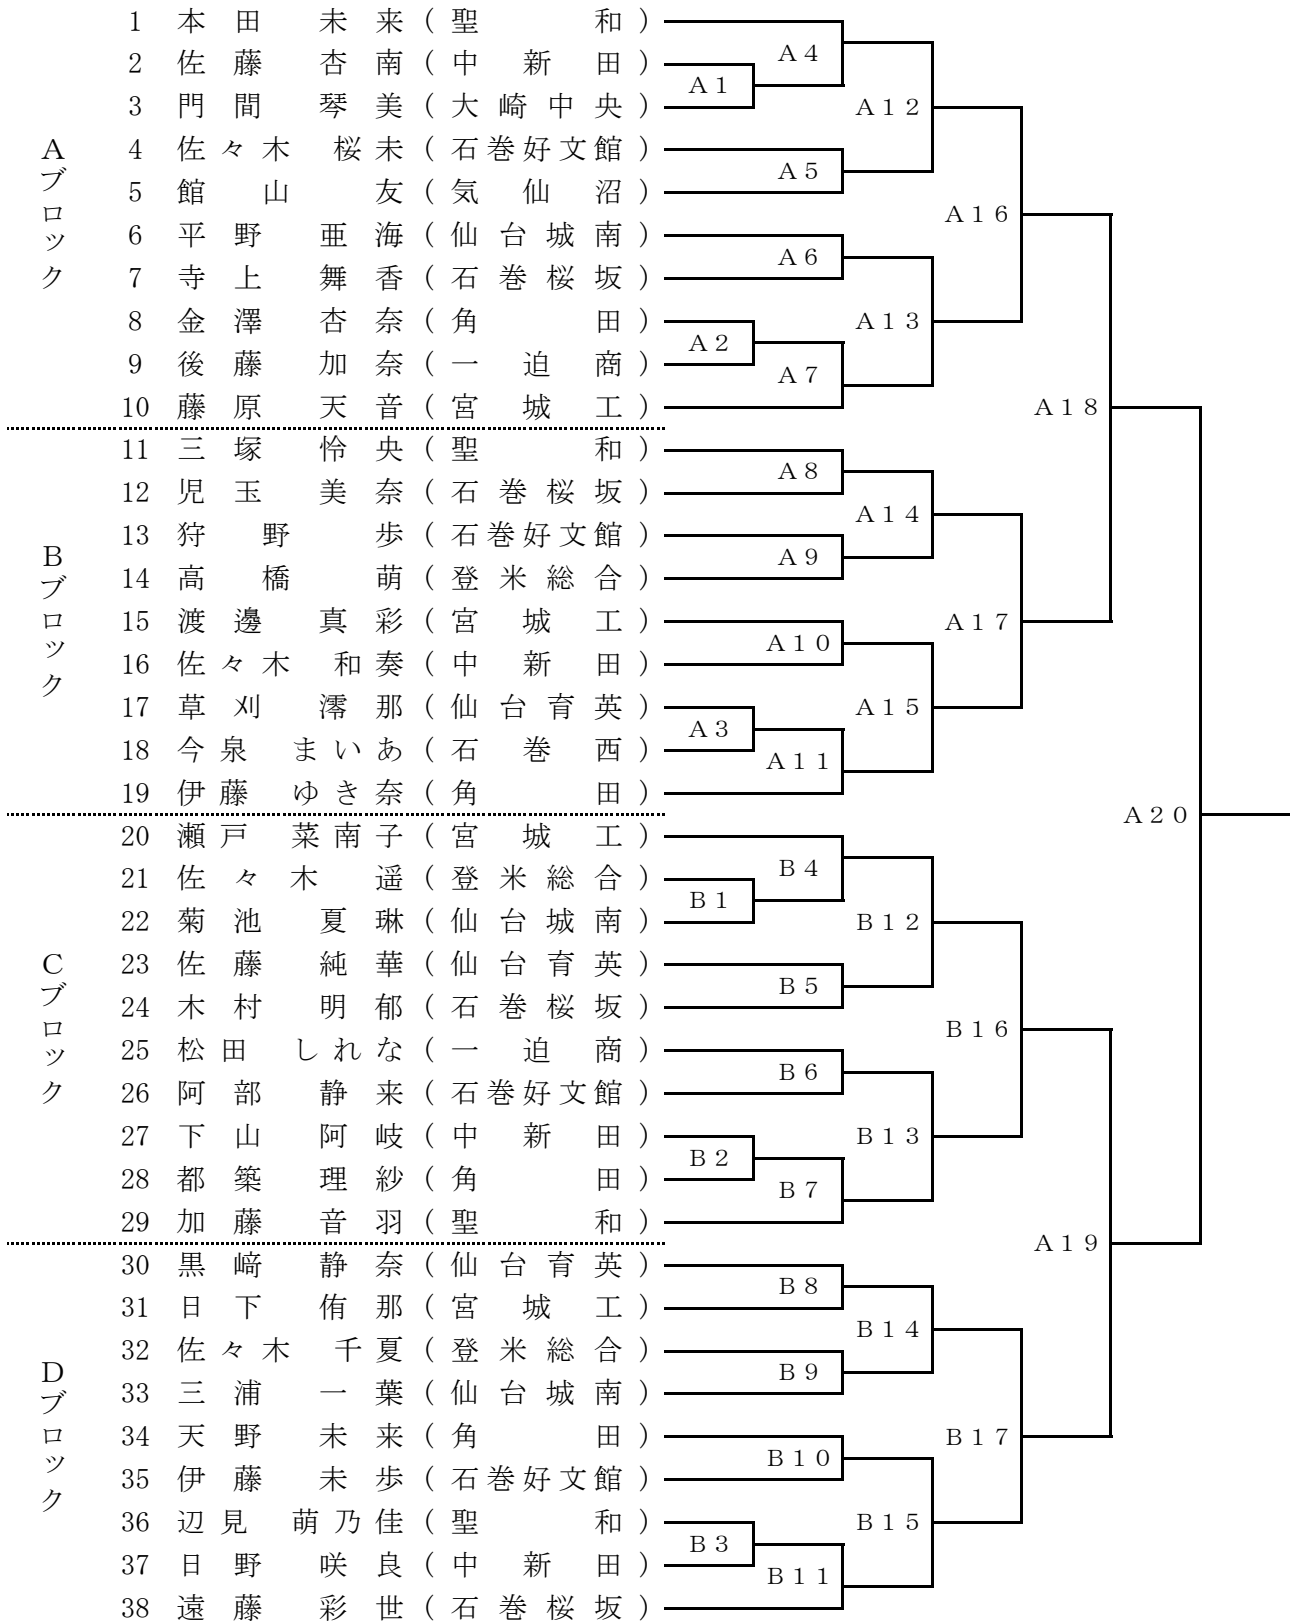 Aブロック
1 本田 未来(聖和)
2 佐藤 杏南(中新田)
3 門間 琴美(大崎中央)
4 佐々木 桜未(石巻好文館)
5 館山 友(気仙沼)
6 平野 亜海(仙台城南)
7 寺上 舞香(石巻桜坂)
8 金澤 杏奈(角田)
9 後藤 加奈(一迫商)
10 藤原 天音(宮城工)
Bブロック
11 三塚 怜央(聖和)
12 児玉 美奈(石巻桜坂)
13 狩野 歩(石巻好文館)
14 高橋 萌(登米総合)
15 渡邊 真彩(宮城工)
16 佐々木 和奏(中新田)
17 草刈 澪那(仙台育英)
18 今泉 まいあ(石巻西)
19 伊藤 ゆき奈(角田)
Cブロック
20 瀬戸 菜南子(宮城工)
21 佐々木 遥(登米総合)
22 菊池 夏琳(仙台城南)
23 佐藤 純華(仙台育英)
24 木村 明郁(石巻桜坂)
25 松田 しれな(一迫商)
26 阿部 静来(石巻好文館)
27 下山 阿岐(中新田)
28 都築 理紗(角田)
29 加藤 音羽(聖和)
Dブロック
30 黒﨑 静奈(仙台育英)
31 日下 侑那(宮城工)
32 佐々木 千夏(登米総合)
33 三浦 一葉(仙台城南)
34 天野 未来(角田)
35 伊藤 未歩(石巻好文館)
36 辺見 萌乃佳(聖和)
37 日野 咲良(中新田)
38 遠藤 彩世(石巻桜坂)
A1
A2
A3
B1
B2
B3
A4
A5
A6
A7
A8
A9
A10
A11
B4
B5
B6
B7
B8
B9
B10
B11
A12
A13
A14
A15
B12
B13
B14
B15
A16
A17
B16
B17
A18
A19
A20